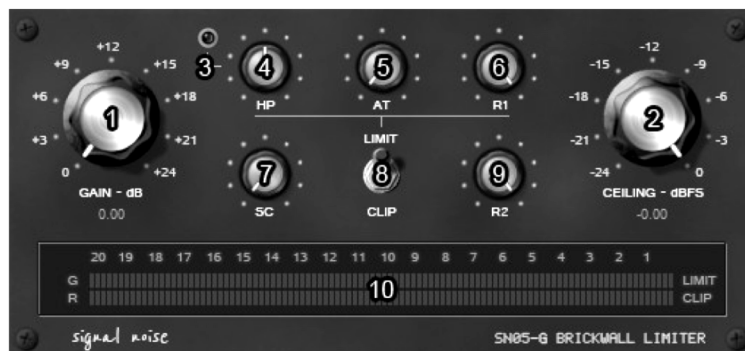 +12
+9 +15
+6 +18
+3 +21
0 +24
1
GAIN - dB
0.00
3 -
4
HP
5
AT
6
R1
LIMIT
7
SC
8
CLIP
9
R2
-12
-15 -9
-18 -6
-21 -3
-24 0
2
CEILING - dBFS
-0.00
20 19 18 17 16 15 14 13 12 11 10 9 8 7 6 5 4 3 2 1
G LIMIT
10
R CLIP
signal noise
SN05-G BRICKWALL LIMITER